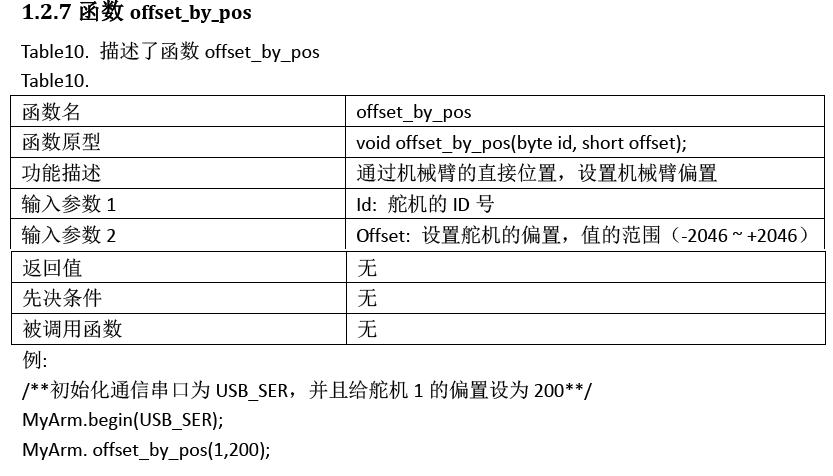 1.2.7 函数 offset_by_pos
Table10. 描述了函数 offset_by_pos
Table10.
函数名 offset_by_pos
函数原型 void offset_by_pos(byte id, short offset);
功能描述 通过机械臂的直接位置，设置机械臂偏置
输入参数 1 Id: 舵机的 ID 号
输入参数 2 Offset: 设置舵机的偏置，值的范围（-2046 ~ +2046）
返回值 无
先决条件 无
被调用函数 无
例:
/**初始化通信串口为 USB_SER，并且给舵机 1 的偏置设为 200**/
MyArm.begin(USB_SER);
MyArm. offset_by_pos(1,200);